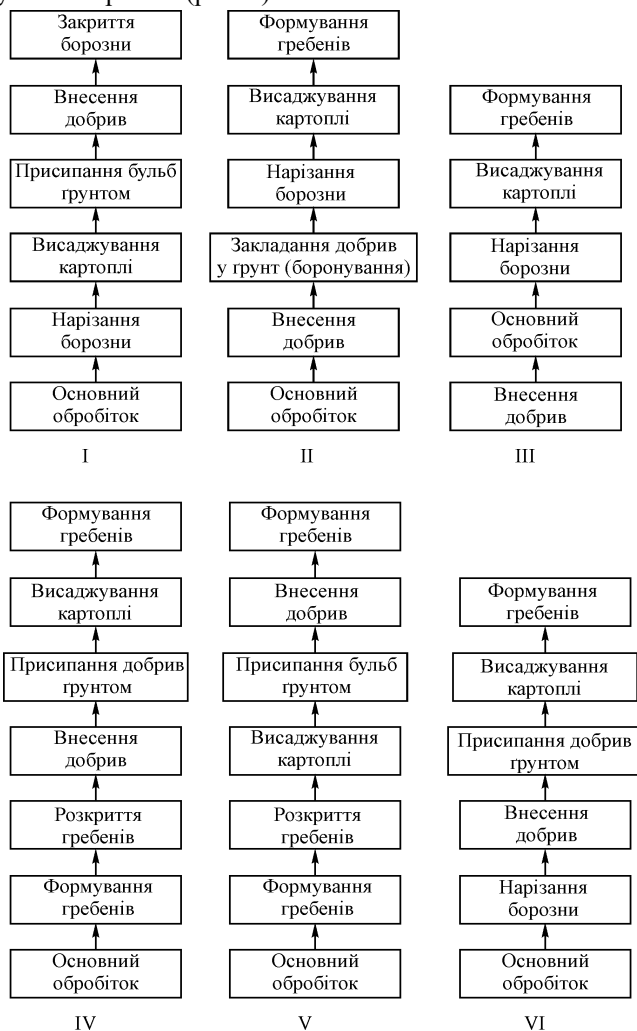 Закриття
борозни
Внесення
добрив
Присипання бульб
ґрунтом
Висаджування
картоплі
Нарізання
борозни
Основний
обробіток
I
Формування
гребенів
Висаджування
картоплі
Нарізання
борозни
Закладання добрив
у ґрунт (боронування)
Внесення
добрив
Основний
обробіток
II
Формування
гребенів
Висаджування
картоплі
Нарізання
борозни
Основний
обробіток
Внесення
добрив
III
Формування
гребенів
Висаджування
картоплі
Присипання добрив
ґрунтом
Внесення
добрив
Розкриття
гребенів
Формування
гребенів
Основний
обробіток
IV
Формування
гребенів
Внесення
добрив
Присипання бульб
ґрунтом
Висаджування
картоплі
Розкриття
гребенів
Формування
гребенів
Основний
обробіток
V
Формування
гребенів
Висаджування
картоплі
Присипання добрив
ґрунтом
Внесення
добрив
Нарізання
борозни
Основний
обробіток
VI